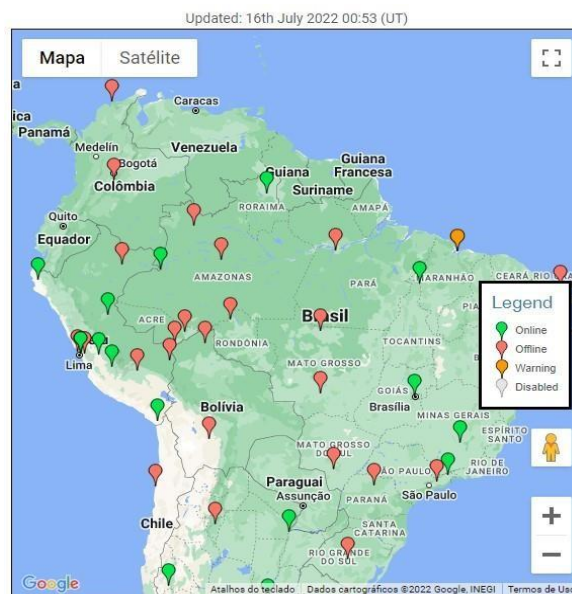 Updated: 16th July 2022 00:53 (UT)
Mapa
Satélite
Caracas
Panamá
Medelín
Venezuela
Bogotá
Colômbia
Guiana
Guiana
Francesa
Suriname
RORAIMA
AMAPÁ
Quito
Equador
AMAZONAS
PARÁ
MARANHÃO
CEARÁ
RIO GRA
ACRE
Brasil
TOCANTINS
RONDÔNIA
Lima
MATO GROSSO
GOIÁS
Brasília
Bolívia
MINAS GERAIS
ESPÍRITO
SANTO
MATO GROSSO
DO SUL
SÃO PAULO
RIO DE
JANEIRO
Paraguai
Assunção
São Paulo
PARANÁ
Chile
SANTA
CATARINA
RIO GRANDE
DO SUL
Legend
Online
Offline
Warning
Disabled
Google
Atalhos do teclado
Dados cartográficos ©2022 Google, INEGI
Termos de Uso